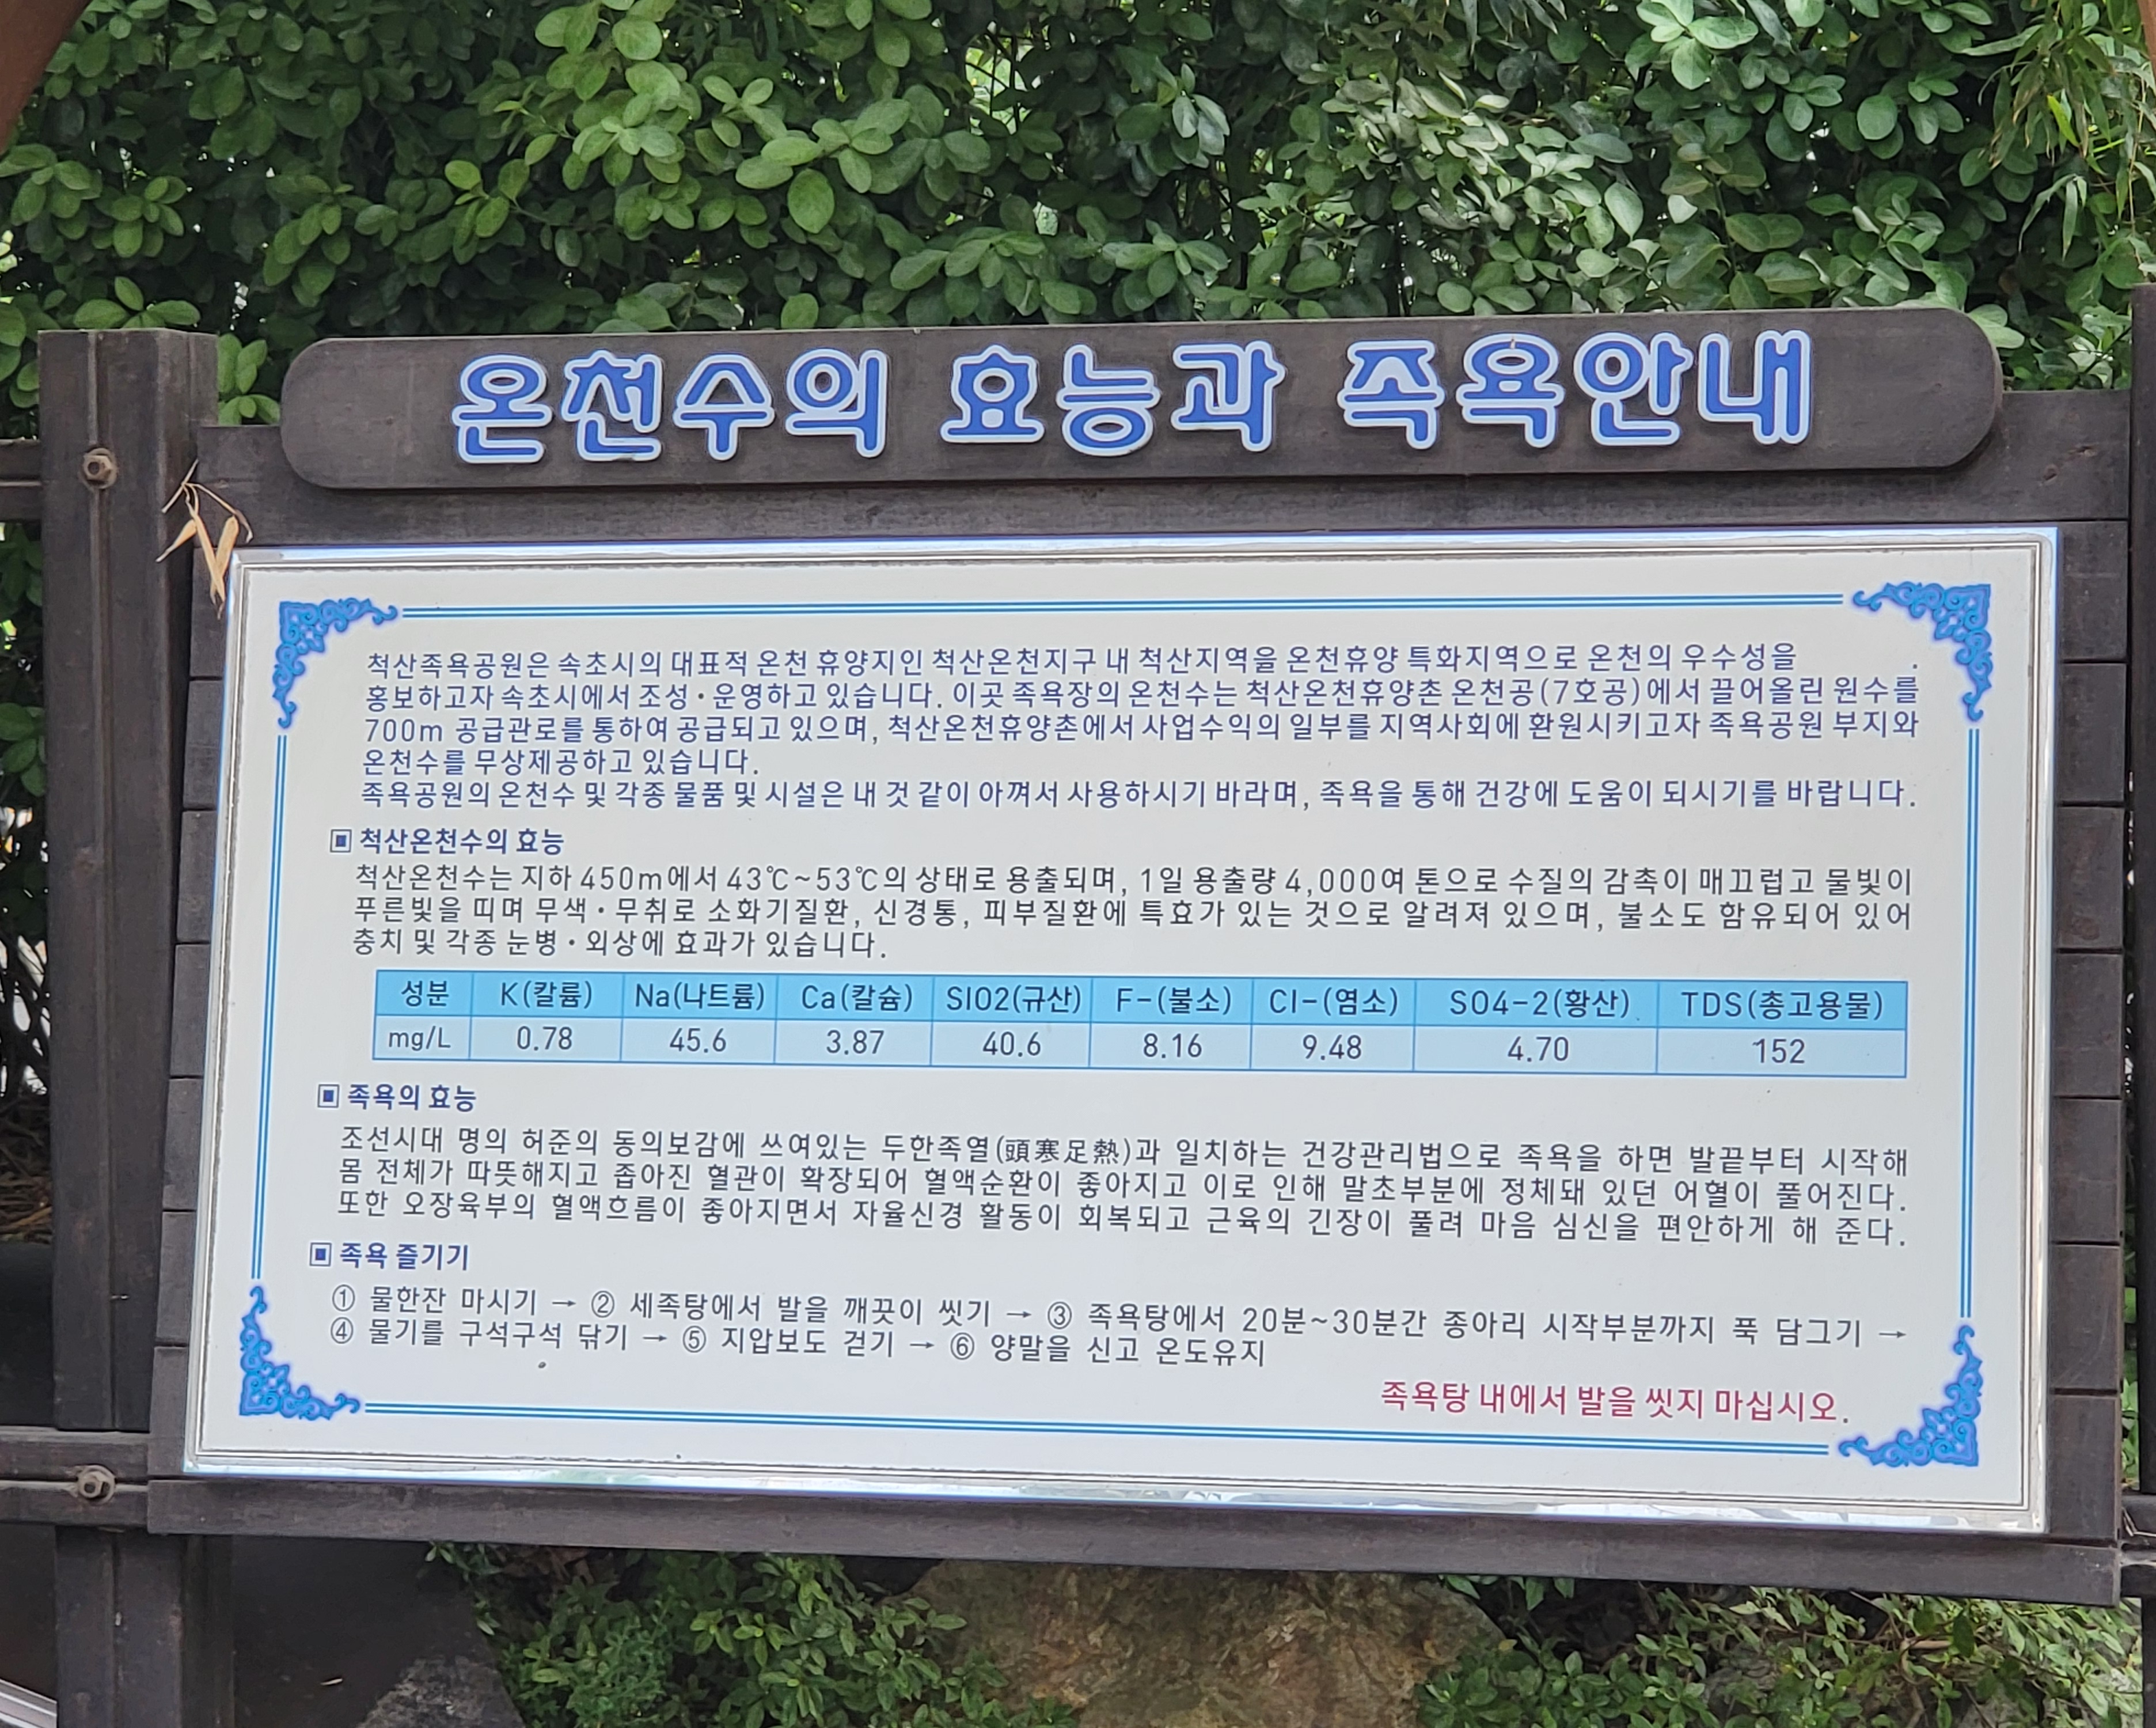 온천수의 효능과 족욕안내
척산족욕공원은 속초시의 대표적 온천 휴양지인 척산온천지구 내 척산지역을 온천휴양 특화지역으로 온천의 우수성을
홍보하고자 속초시에서 조성·운영하고 있습니다. 이곳 족욕장의 온천수는 척산온천휴양촌 온천공(7호공)에서 끌어올린 원수를
700m 공급관로를 통하여 공급되고 있으며, 척산온천휴양촌에서 사업수익의 일부를 지역사회에 환원시키고자 족욕공원 부지와
온천수를 무상제공하고 있습니다.
족욕공원의 온천수 및 각종 물품 및 시설은 내 것 같이 아껴서 사용하시기 바라며, 족욕을 통해 건강에 도움이 되시기를 바랍니다.
▣ 척산온천수의 효능
척산온천수는 지하 450m에서 43℃~53℃의 상태로 용출되며, 1일 용출량 4,000여 톤으로 수질의 감촉이 매끄럽고 물빛이
푸른빛을 띠며 무색·무취로 소화기질환, 신경통, 피부질환에 특효가 있는 것으로 알려져 있으며, 불소도 함유되어 있어
충치 및 각종 눈병·외상에 효과가 있습니다.
성분 K(칼륨) Na(나트륨) Ca(칼슘) SIO2(규산) F-(불소) Cl-(염소) SO4-2(황산) TDS(총고용물)
mg/L 0.78 45.6 3.87 40.6 8.16 9.48 4.70 152
▣ 족욕의 효능
조선시대 명의 허준의 동의보감에 쓰여있는 두한족열(頭寒足熱)과 일치하는 건강관리법으로 족욕을 하면 발끝부터 시작해
몸 전체가 따뜻해지고 좁아진 혈관이 확장되어 혈액순환이 좋아지고 이로 인해 말초부분에 정체돼 있던 어혈이 풀어진다.
또한 오장육부의 혈액흐름이 좋아지면서 자율신경 활동이 회복되고 근육의 긴장이 풀려 마음 심신을 편안하게 해 준다.
▣ 족욕 즐기기
① 물한잔 마시기 → ② 세족탕에서 발을 깨끗이 씻기 → ③ 족욕탕에서 20분~30분간 종아리 시작부분까지 푹 담그기 →
④ 물기를 구석구석 닦기 → ⑤ 지압보도 걷기 → ⑥ 양말을 신고 온도유지
족욕탕 내에서 발을 씻지 마십시오.